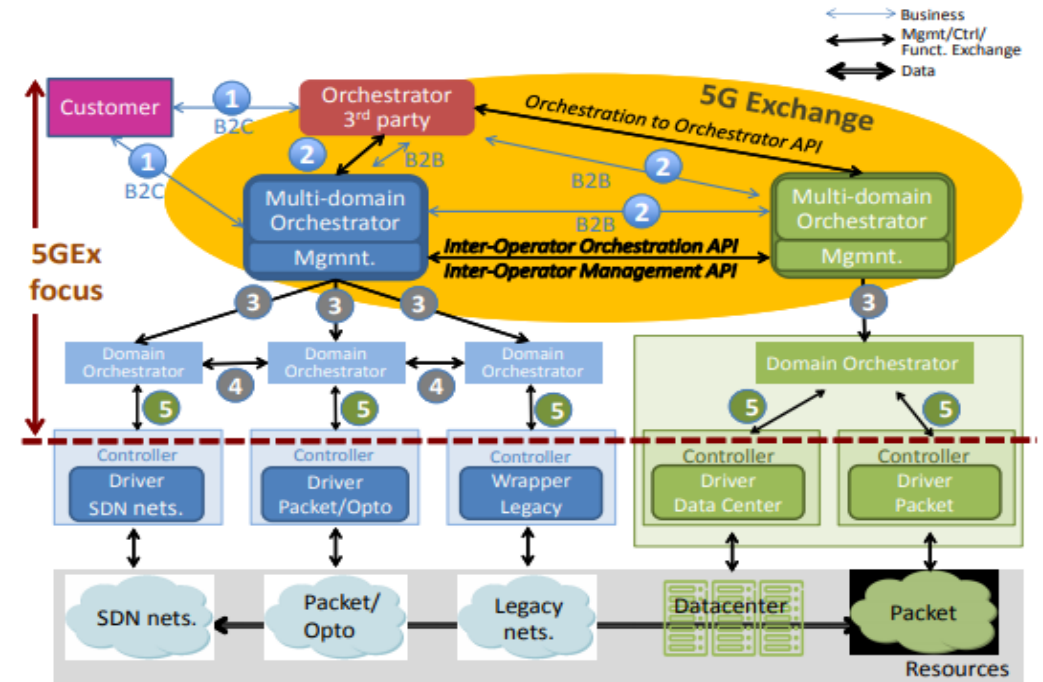 Business
Mgmt/Ctrl/
Funct. Exchange
Data
Customer
1
B2C
Orchestrator
3rd party
5G Exchange
Orchestration to Orchestrator API
1
B2C
2
B2B
2
B2B
Multi-domain
Orchestrator
Mgmnt.
2
B2B
Multi-domain
Orchestrator
Mgmnt.
Inter-Operator Orchestration API
Inter-Operator Management API
5GEx
focus
3
3
3
3
Domain
Orchestrator
4
Domain
Orchestrator
4
Domain
Orchestrator
Domain Orchestrator
5
5
5
5
5
Controller
Driver
SDN nets.
Controller
Driver
Packet/Opto
Controller
Wrapper
Legacy
Controller
Driver
Data Center
Controller
Driver
Packet
SDN nets.
Packet/
Opto
Legacy
nets.
Datacenter
Packet
Resources